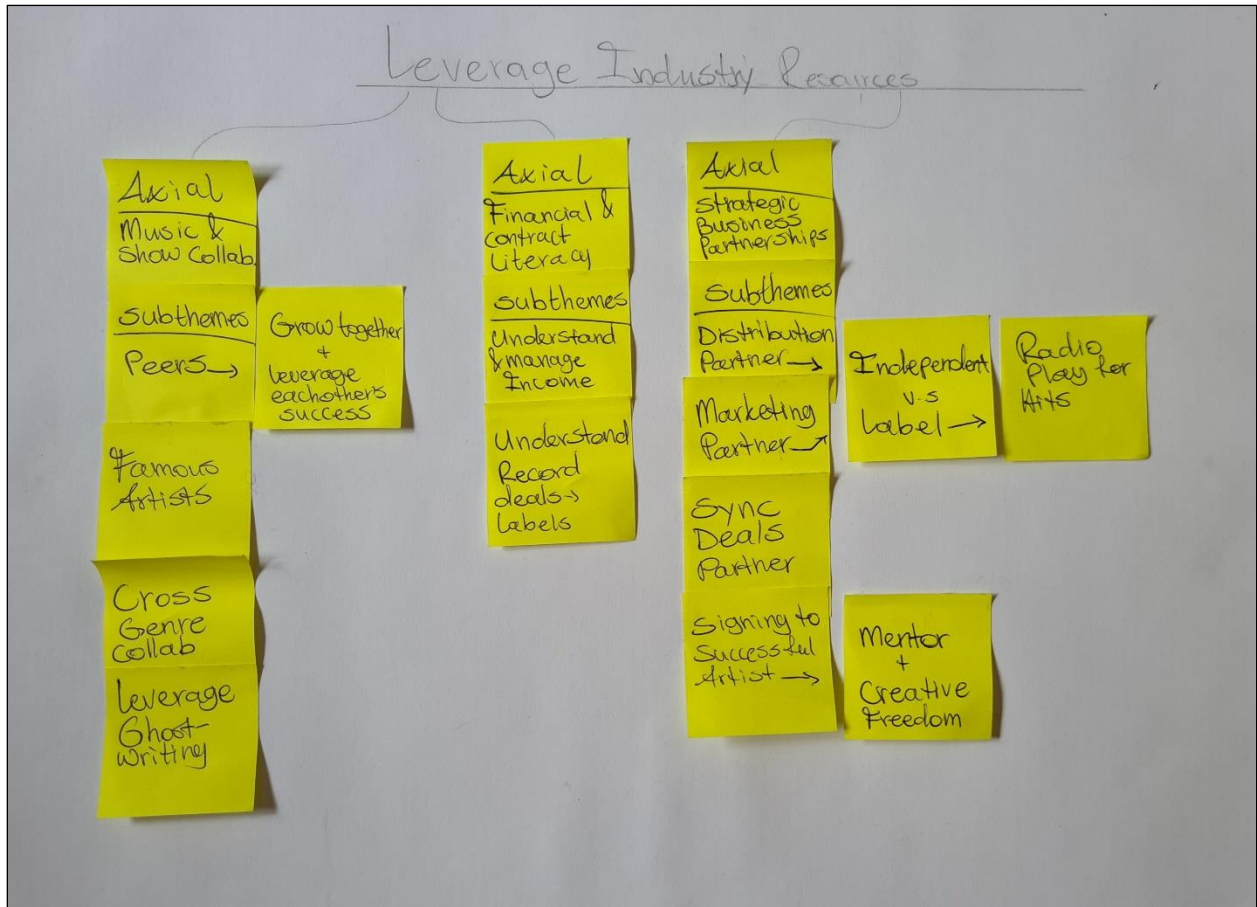 Leverage Industry Resources
Axial
Music &
Show Collab.
Subthemes
Peers →
Grow together
+
leverage
eachothers
success
Famous
Artists
Cross
Genre
Collab
Leverage
Ghost-
Writing
Axial
Financial &
Contract
Literacy
Subthemes
Understand
& manage
Income
Understand
Record
deals →
Labels
Axial
Strategic
Business
Partnerships
Subthemes
Distribution
Partner →
Marketing
Partner →
Independent
v.s
Label →
Radio
Play for
Hits
Sync
Deals
Partner
Signing to
Successful
Artist →
Mentor
+
Creative
Freedom